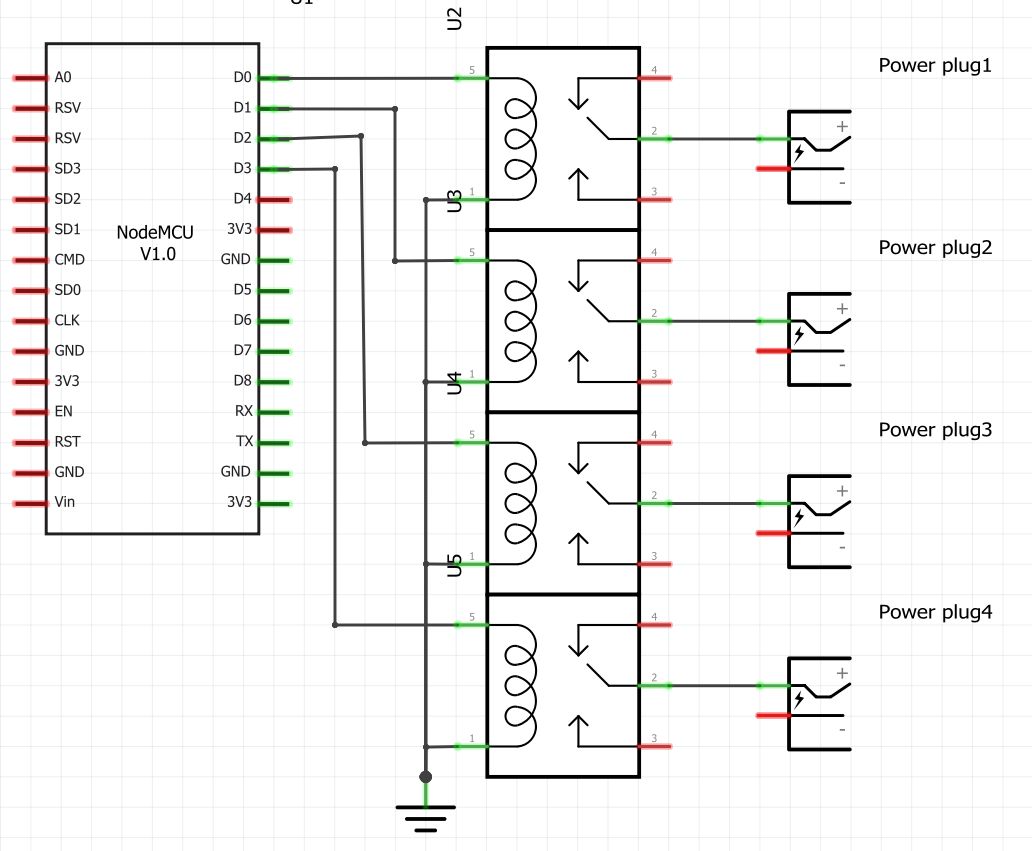 U2
Power plug1
A0 D0 5 4
RSV D1
+
RSV D2 2
SD3 D3
-
SD2 D4 U3 1 3
SD1 3V3
NodeMCU
V1.0
Power plug2
CMD GND 5 4
SD0 D5
+
CLK D6 2
GND D7
-
3V3 D8 U4 1 3
EN RX
Power plug3
RST TX 5 4
GND GND
+
Vin 3V3 2
-
U5 1 3
Power plug4
5 4
+
2
-
1 3